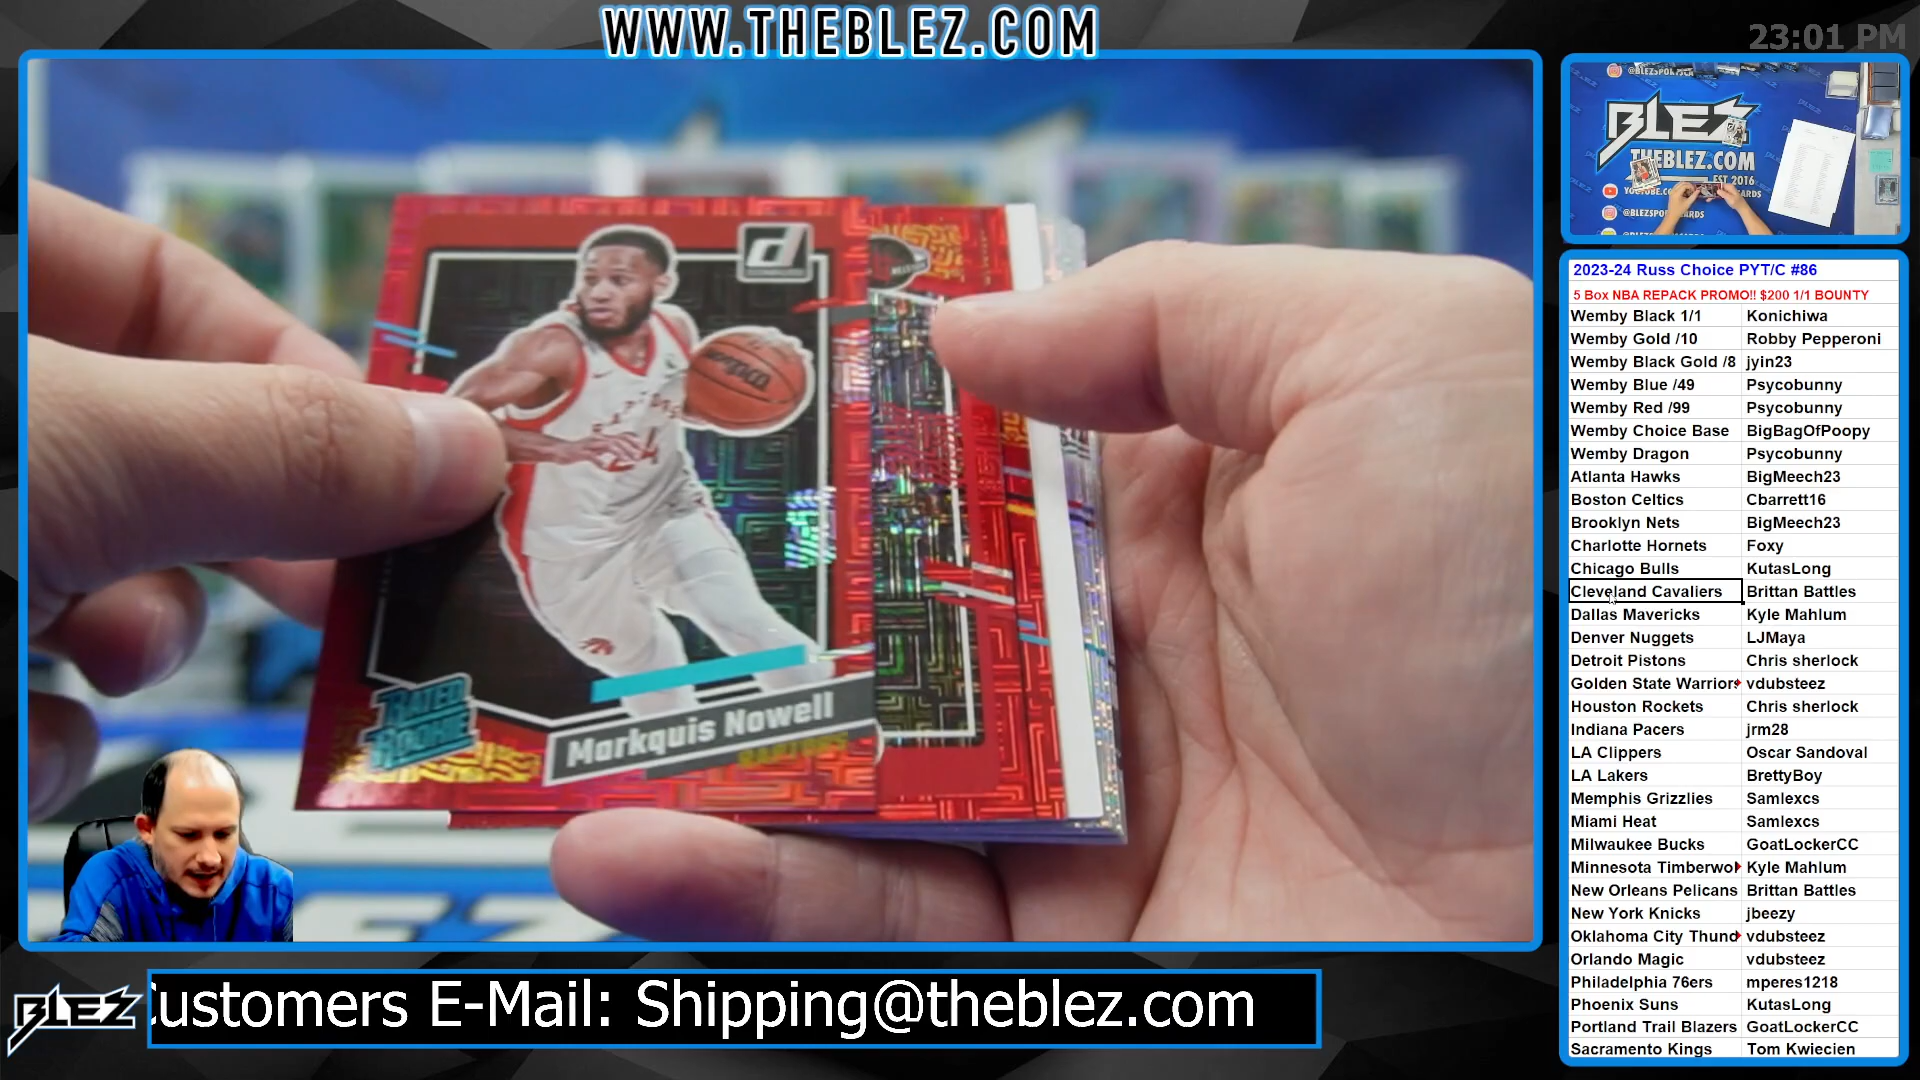 WWW.THEBLEZ.COM
23:01 PM
BLEZ
THEBLEZ.COM
EST 2016
d
24
Markquis Nowell
RAPTORS
RATED
ROOKIE
2023-24 Russ Choice PYT/C #86
5 Box NBA REPACK PROMO!! $200 1/1 BOUNTY
Wemby Black 1/1 Konichiwa
Wemby Gold /10 Robby Pepperoni
Wemby Black Gold /8 jyin23
Wemby Blue /49 Psycobunny
Wemby Red /99 Psycobunny
Wemby Choice Base BigBagOfPoopy
Wemby Dragon Psycobunny
Atlanta Hawks BigMeech23
Boston Celtics Cbarrett16
Brooklyn Nets BigMeech23
Charlotte Hornets Foxy
Chicago Bulls KutasLong
Cleveland Cavaliers Brittan Battles
Dallas Mavericks Kyle Mahlum
Denver Nuggets LJMaya
Detroit Pistons Chris sherlock
Golden State Warriors vdubsteez
Houston Rockets Chris sherlock
Indiana Pacers jrm28
LA Clippers Oscar Sandoval
LA Lakers BrettyBoy
Memphis Grizzlies Samlexcs
Miami Heat Samlexcs
Milwaukee Bucks GoatLockerCC
Minnesota Timberwol Kyle Mahlum
New Orleans Pelicans Brittan Battles
New York Knicks jbeezy
Oklahoma City Thund vdubsteez
Orlando Magic vdubsteez
Philadelphia 76ers mperes1218
Phoenix Suns KutasLong
Portland Trail Blazers GoatLockerCC
Sacramento Kings Tom Kwiecien
BLEZ
Customers E-Mail: Shipping@theblez.com